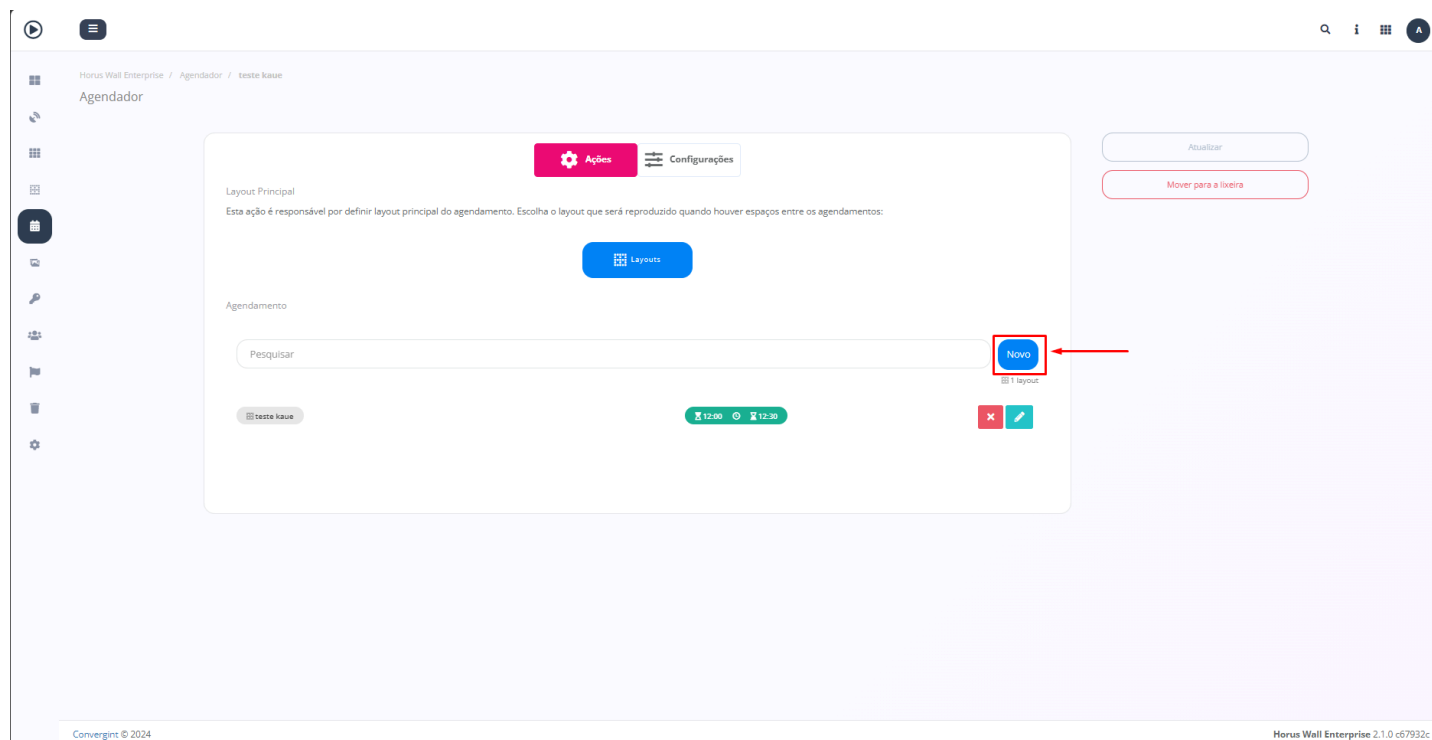 A
Horus Wall Enterprise / Agendador / teste kaue
Agendador
Ações
Configurações
Atualizar
Mover para a lixeira
Layout Principal
Esta ação é responsável por definir layout principal do agendamento. Escolha o layout que será reproduzido quando houver espaços entre os agendamentos:
Layouts
Agendamento
Pesquisar
Novo
1 layout
teste kaue
12:00 12:30
Convergint © 2024
Horus Wall Enterprise 2.1.0 c67932c